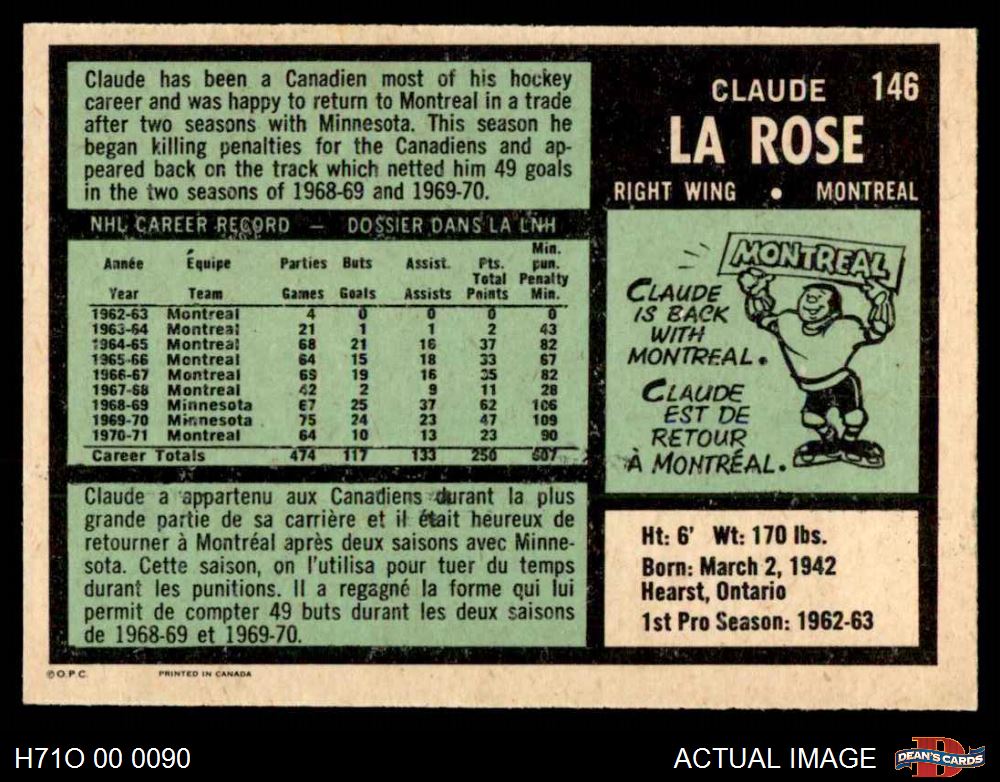 Claude has been a Canadien most of his hockey
career and was happy to return to Montreal in a trade
after two seasons with Minnesota. This season he
began killing penalties for the Canadiens and ap-
peared back on the track which netted him 49 goals
in the two seasons of 1968-69 and 1969-70.
CLAUDE 146
LA ROSE
RIGHT WING • MONTREAL
NHL CAREER RECORD — DOSSIER DANS LA LNH
Année Équipe Parties Buts Assist. Pts. Total Min. pun.
Year Team Games Goals Assists Points Penalty Min.
1962-63 Montreal 4 0 0 0 0
1963-64 Montreal 21 1 1 2 43
1964-65 Montreal 68 21 16 37 82
1965-66 Montreal 64 15 18 33 67
1966-67 Montreal 69 19 16 35 82
1967-68 Montreal 42 2 9 11 28
1968-69 Minnesota 67 25 37 62 106
1969-70 Minnesota 75 24 23 47 109
1970-71 Montreal 64 10 13 23 90
Career Totals 474 117 133 250 607
MONTREAL
CLAUDE
IS BACK
WITH
MONTREAL.
CLAUDE
EST DE
RETOUR
À MONTRÉAL.
Claude a appartenu aux Canadiens durant la plus
grande partie de sa carrière et il était heureux de
retourner à Montréal après deux saisons avec Minne-
sota. Cette saison, on l'utilisa pour tuer du temps
durant les punitions. Il a regagné la forme qui lui
permit de compter 49 buts durant les deux saisons
de 1968-69 et 1969-70.
Ht: 6' Wt: 170 lbs.
Born: March 2, 1942
Hearst, Ontario
1st Pro Season: 1962-63
© O.P.C. PRINTED IN CANADA
H71O 00 0090
ACTUAL IMAGE
D
DEAN'S CARDS